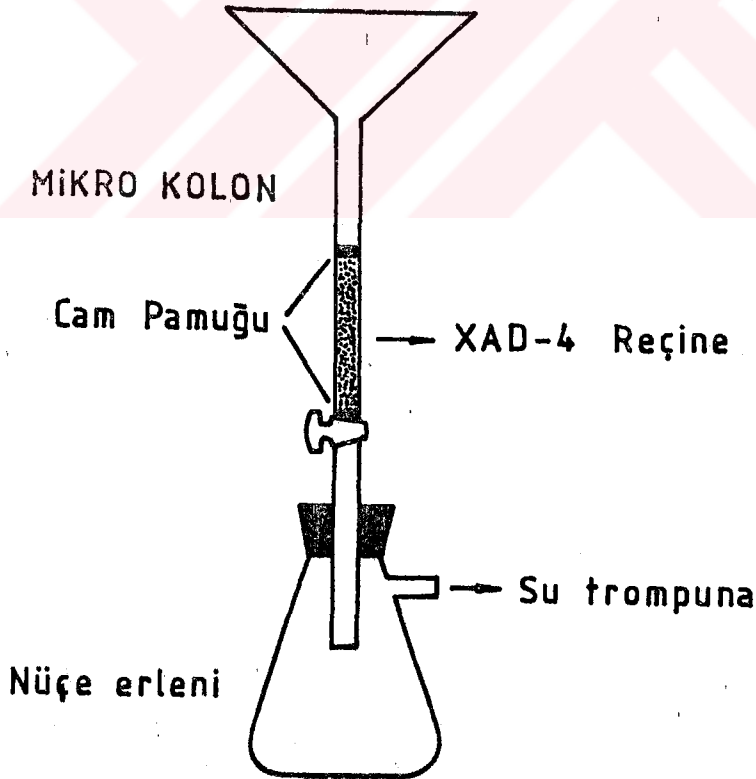 MiKRO KOLON
Cam Pamuğu
XAD-4 Reçine
Su trompuna
Nüçe erleni